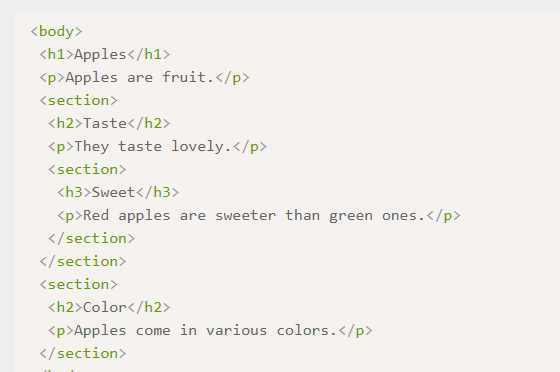 <body>
<h1>Apples</h1>
<p>Apples are fruit.</p>
<section>
<h2>Taste</h2>
<p>They taste lovely.</p>
<section>
<h3>Sweet</h3>
<p>Red apples are sweeter than green ones.</p>
</section>
</section>
<section>
<h2>Color</h2>
<p>Apples come in various colors.</p>
</section>